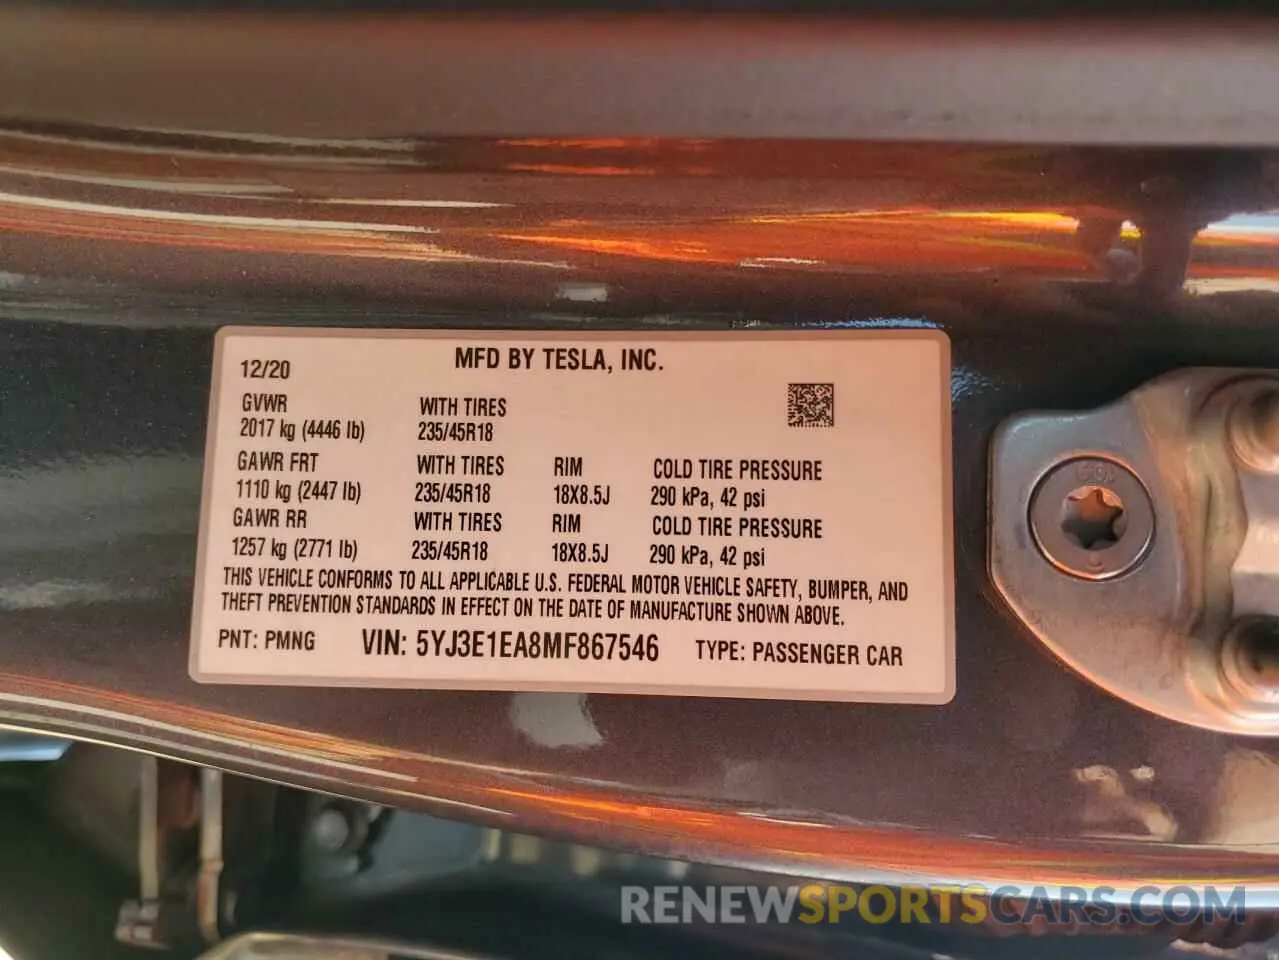 MFD BY TESLA, INC.
12/20
GVWR WITH TIRES
2017 kg (4446 lb) 235/45R18
GAWR FRT WITH TIRES RIM COLD TIRE PRESSURE
1110 kg (2447 lb) 235/45R18 18X8.5J 290 kPa, 42 psi
GAWR RR WITH TIRES RIM COLD TIRE PRESSURE
1257 kg (2771 lb) 235/45R18 18X8.5J 290 kPa, 42 psi
THIS VEHICLE CONFORMS TO ALL APPLICABLE U.S. FEDERAL MOTOR VEHICLE SAFETY, BUMPER, AND
THEFT PREVENTION STANDARDS IN EFFECT ON THE DATE OF MANUFACTURE SHOWN ABOVE.
PNT: PMNG VIN: 5YJ3E1EA8MF867546 TYPE: PASSENGER CAR
RENEWSPORTSCARS.COM